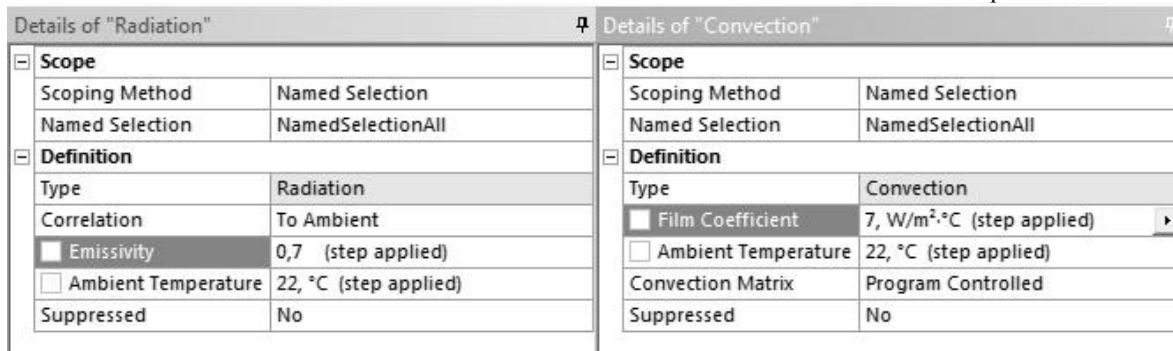 Details of "Radiation"
Scope
Scoping Method Named Selection
Named Selection NamedSelectionAll
Definition
Type Radiation
Correlation To Ambient
Emissivity 0,7 (step applied)
Ambient Temperature 22, °C (step applied)
Suppressed No
Details of "Convection"
Scope
Scoping Method Named Selection
Named Selection NamedSelectionAll
Definition
Type Convection
Film Coefficient 7, W/m²·°C (step applied)
Ambient Temperature 22, °C (step applied)
Convection Matrix Program Controlled
Suppressed No